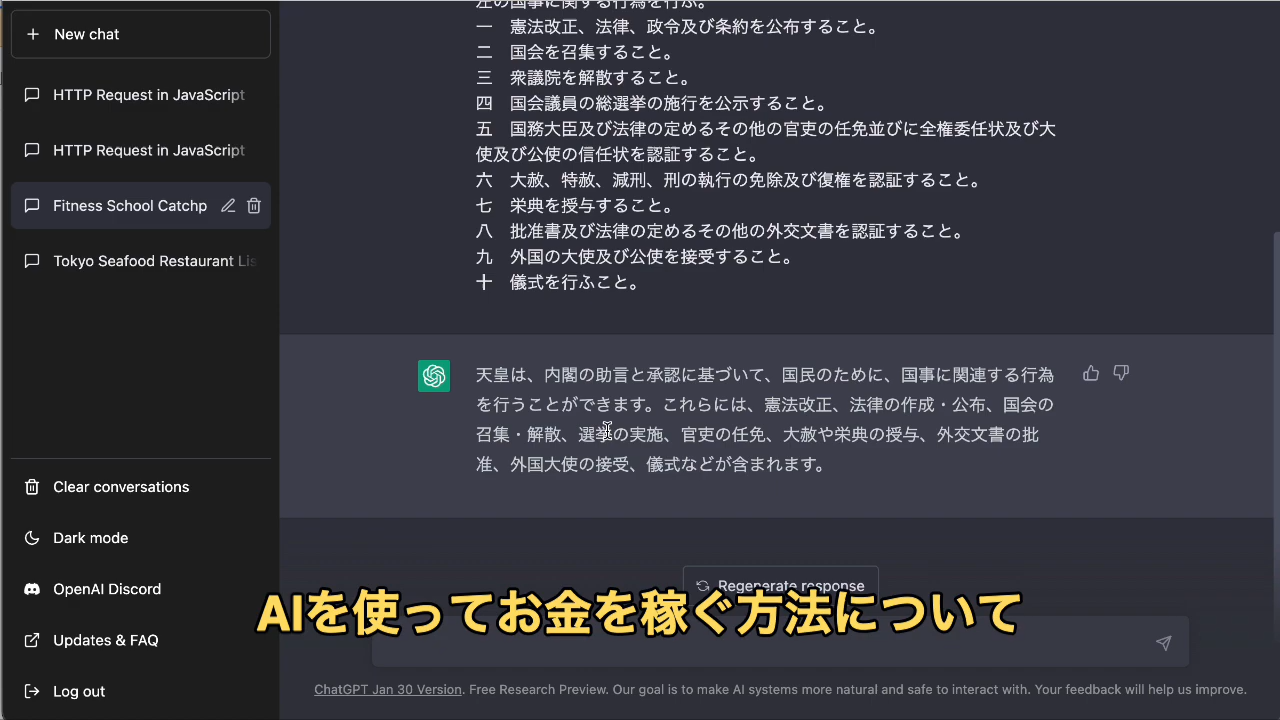 New chat
HTTP Request in JavaScript
HTTP Request in JavaScript
Fitness School Catchp
Tokyo Seafood Restaurant Lis
Clear conversations
Dark mode
OpenAI Discord
Updates & FAQ
Log out
左の国事に関する行為を行ふ。
一　憲法改正、法律、政令及び条約を公布すること。
二　国会を召集すること。
三　衆議院を解散すること。
四　国会議員の総選挙の施行を公示すること。
五　国務大臣及び法律の定めるその他の官吏の任免並びに全権委任状及び大
使及び公使の信任状を認証すること。
六　大赦、特赦、減刑、刑の執行の免除及び復権を認証すること。
七　栄典を授与すること。
八　批准書及び法律の定めるその他の外交文書を認証すること。
九　外国の大使及び公使を接受すること。
十　儀式を行ふこと。
天皇は、内閣の助言と承認に基づいて、国民のために、国事に関連する行為
を行うことができます。これらには、憲法改正、法律の作成・公布、国会の
召集・解散、選挙の実施、官吏の任免、大赦や栄典の授与、外交文書の批
准、外国大使の接受、儀式などが含まれます。
Regenerate response
AIを使ってお金を稼ぐ方法について
ChatGPT Jan 30 Version. Free Research Preview. Our goal is to make AI systems more natural and safe to interact with. Your feedback will help us improve.